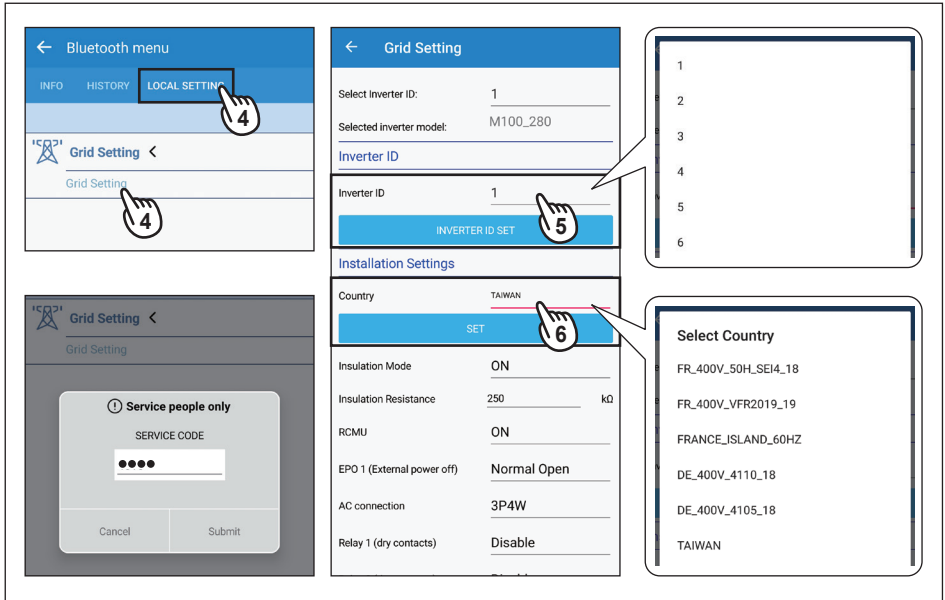 ← Bluetooth menu
INFO HISTORY LOCAL SETTING
4
Grid Setting <
Grid Setting
4
Grid Setting <
Grid Setting
Service people only
SERVICE CODE
Cancel Submit
← Grid Setting
Select Inverter ID: 1
Selected inverter model: M100_280
Inverter ID
Inverter ID 1
5
INVERTER ID SET
Installation Settings
Country TAIWAN
6
SET
Insulation Mode ON
Insulation Resistance 250 kΩ
RCMU ON
EPO 1 (External power off) Normal Open
AC connection 3P4W
Relay 1 (dry contacts) Disable
1
2
3
4
5
6
Select Country
FR_400V_50H_SEI4_18
FR_400V_VFR2019_19
FRANCE_ISLAND_60HZ
DE_400V_4110_18
DE_400V_4105_18
TAIWAN